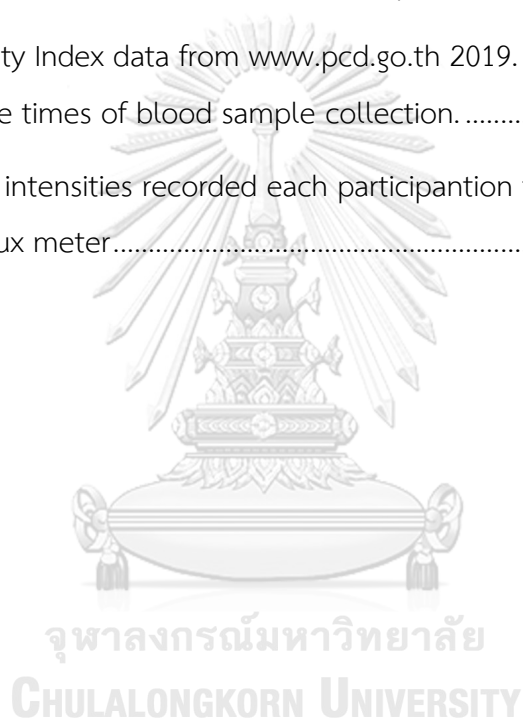 ty Index data from www.pcd.go.th 2019.
e times of blood sample collection. ........
intensities recorded each participantion
ux meter..............................................................
จุฬาลงกรณ์มหาวิทยาลัย
CHULALONGKORN UNIVERSITY